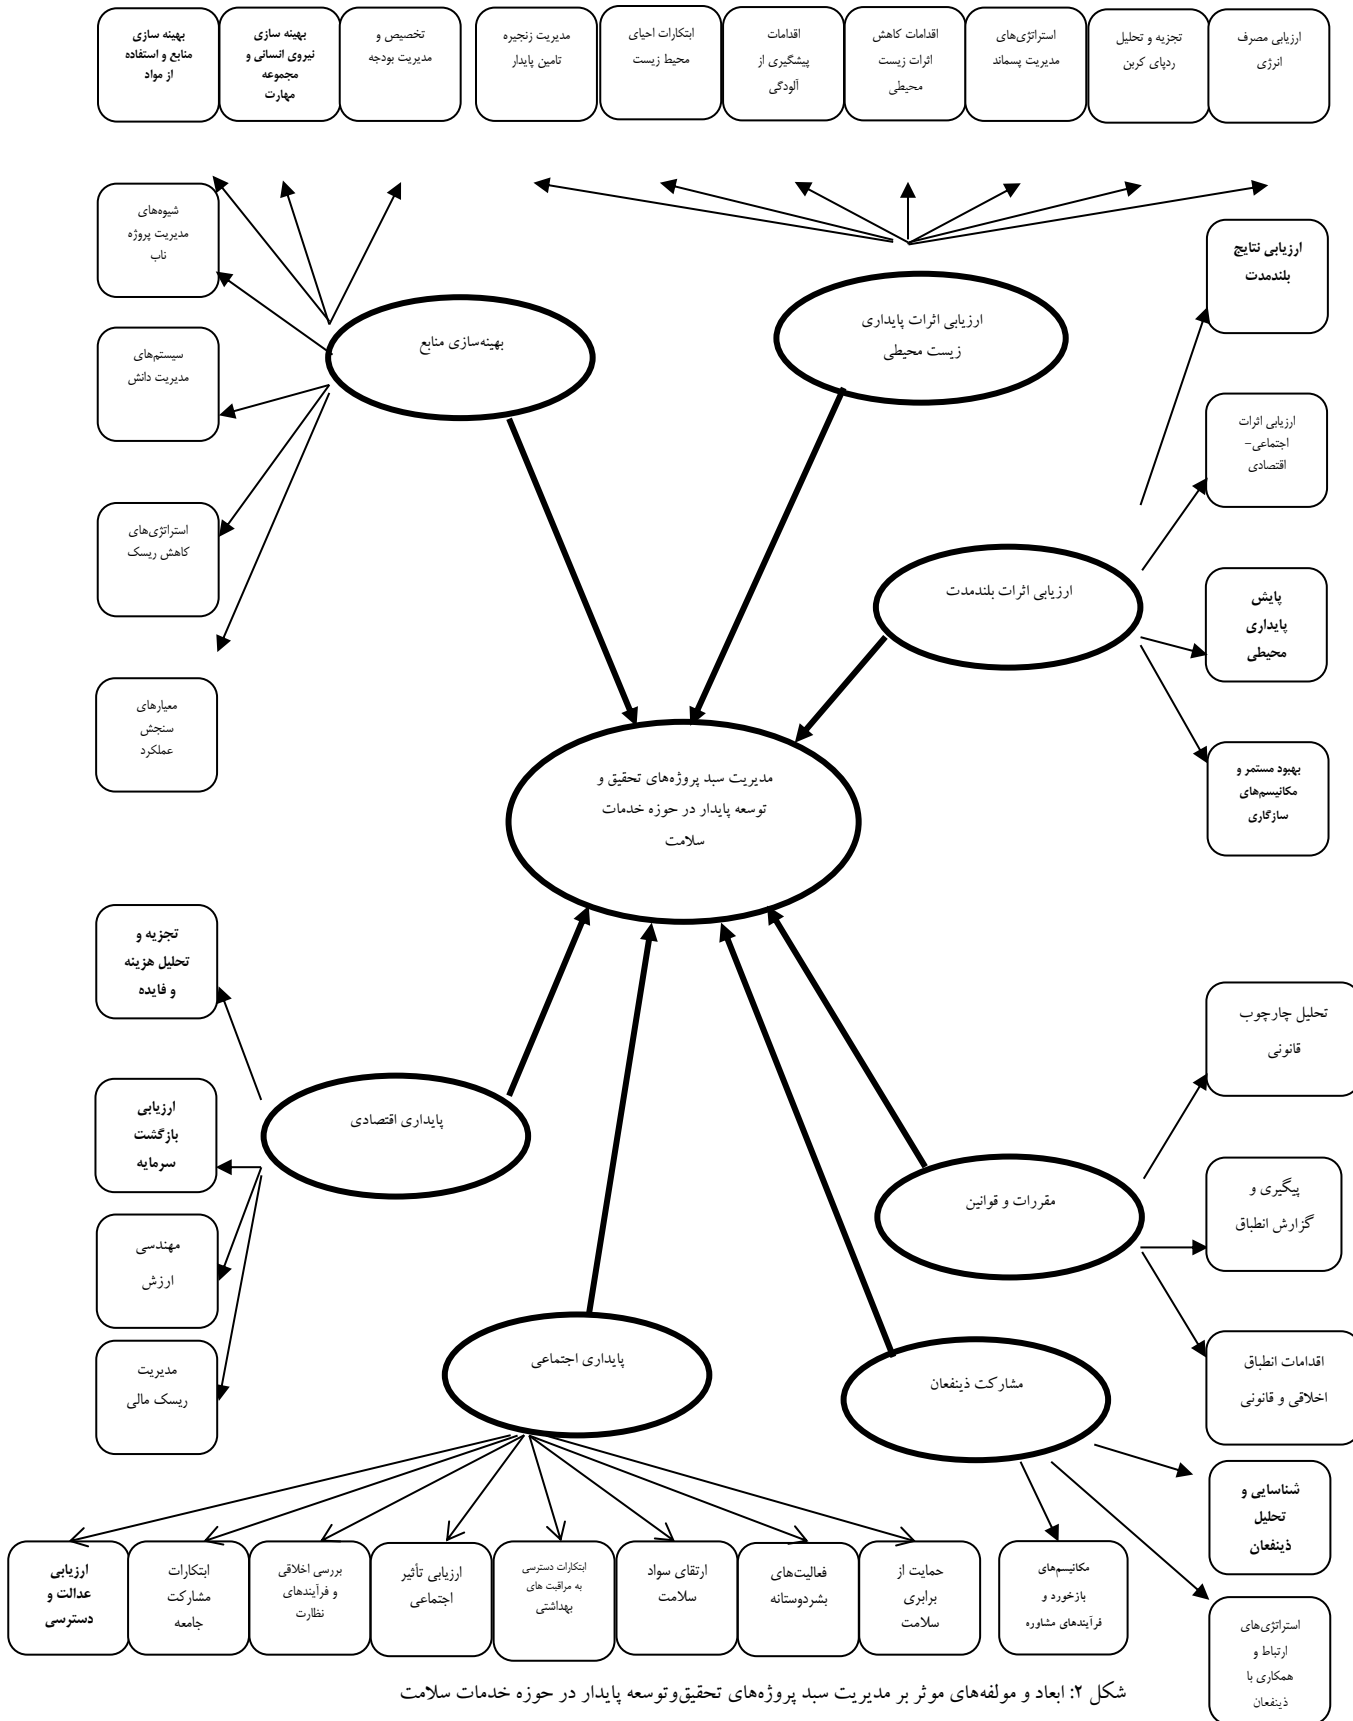 ارزیابی مصرف
انرژی
تجزیه و تحلیل
ردپای کربن
استراتژی‌های
مدیریت پسماند
اقدامات کاهش
اثرات زیست
محیطی
اقدامات
پیشگیری از
آلودگی
ابتکارات احیای
محیط زیست
مدیریت زنجیره
تامین پایدار
تخصیص و
مدیریت بودجه
بهینه سازی
نیروی انسانی و
مجموعه
مهارت
بهینه سازی
منابع و استفاده
از مواد
شیوه‌های
مدیریت پروژه
ناب
سیستم‌های
مدیریت دانش
استراتژی‌های
کاهش ریسک
معیارهای
سنجش
عملکرد
بهینه‌سازی منابع
ارزیابی اثرات پایداری
زیست محیطی
ارزیابی نتایج
بلندمدت
ارزیابی اثرات
اجتماعی-
اقتصادی
پایش
پایداری
محیطی
بهبود مستمر و
مکانیسم‌های
سازگاری
ارزیابی اثرات بلندمدت
مدیریت سبد پروژه‌های تحقیق و
توسعه پایدار در حوزه خدمات
سلامت
تجزیه و
تحلیل هزینه
و فایده
ارزیابی
بازگشت
سرمایه
مهندسی
ارزش
مدیریت
ریسک مالی
پایداری اقتصادی
تحلیل چارچوب
قانونی
پیگیری و
گزارش انطباق
اقدامات انطباق
اخلاقی و قانونی
مقررات و قوانین
پایداری اجتماعی
مشارکت ذینفعان
شناسایی و
تحلیل
ذینفعان
استراتژی‌های
ارتباط و
همکاری با
ذینفعان
مکانیسم‌های
بازخورد و
فرآیندهای مشاوره
حمایت از
برابری
سلامت
فعالیت‌های
بشردوستانه
ارتقای سواد
سلامت
ابتکارات دسترسی
به مراقبت های
بهداشتی
ارزیابی تأثیر
اجتماعی
بررسی اخلاقی
و فرآیندهای
نظارت
ابتکارات
مشارکت
جامعه
ارزیابی
عدالت و
دسترسی
شکل ۲: ابعاد و مولفه‌های موثر بر مدیریت سبد پروژه‌های تحقیق‌وتوسعه پایدار در حوزه خدمات سلامت